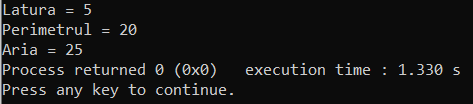 Latura = 5
Perimetrul = 20
Aria = 25
Process returned 0 (0x0)   execution time : 1.330 s
Press any key to continue.